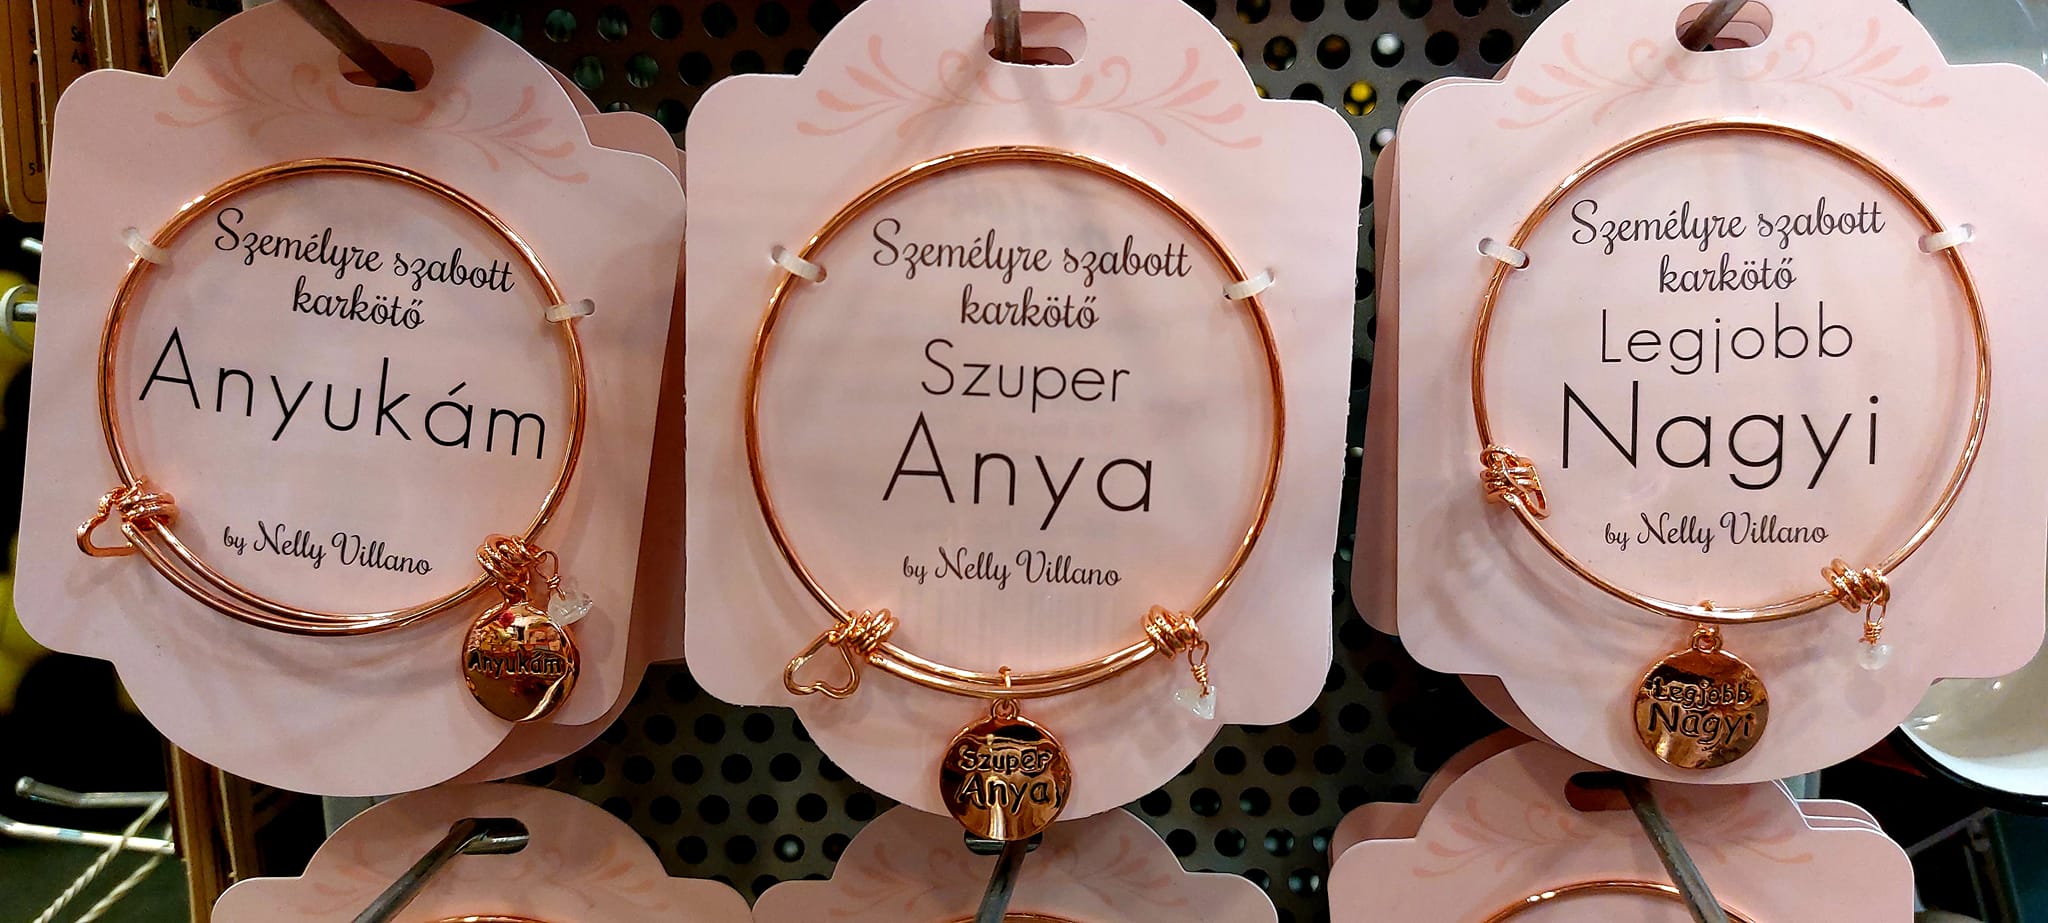 Személyre szabott
karkötő
Anyukám
by Nelly Villano
Anyukám
Személyre szabott
karkötő
Szuper
Anya
by Nelly Villano
Szuper
Anya
Személyre szabott
karkötő
Legjobb
Nagyi
by Nelly Villano
Legjobb
Nagyi